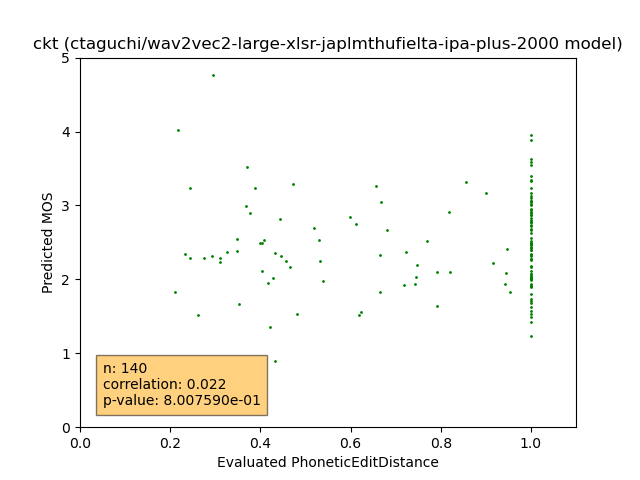 ckt (ctaguchi/wav2vec2-large-xlsr-japlmthufielta-ipa-plus-2000 model)
5
4
3
2
1
0
Predicted MOS
n: 140
correlation: 0.022
p-value: 8.007590e-01
0.0 0.2 0.4 0.6 0.8 1.0
Evaluated PhoneticEditDistance